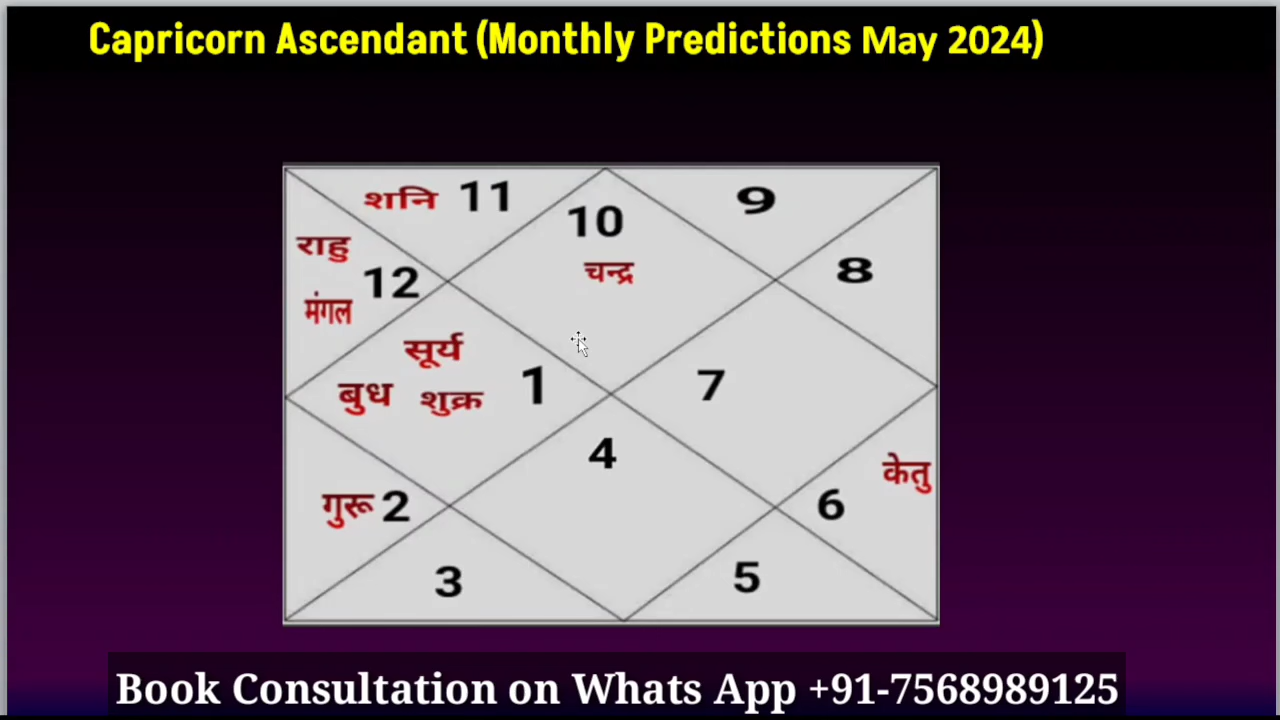 Capricorn Ascendant (Monthly Predictions May 2024)
शनि 11
10
9
राहु
12
चन्द्र
8
मंगल
सूर्य
बुध शुक्र 1
7
4
केतु
गुरू 2
6
3
5
Book Consultation on Whats App +91-7568989125